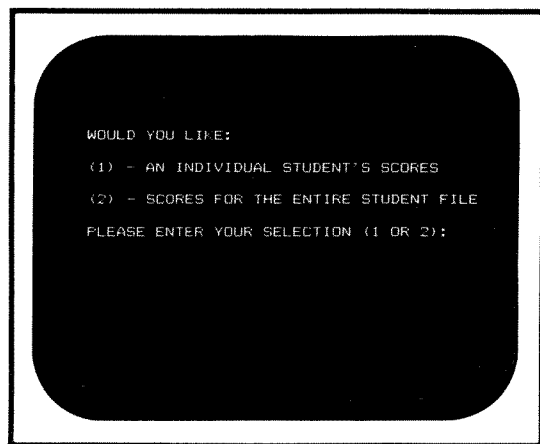 WOULD YOU LIKE:
(1) - AN INDIVIDUAL STUDENT'S SCORES
(2) - SCORES FOR THE ENTIRE STUDENT FILE
PLEASE ENTER YOUR SELECTION (1 OR 2):